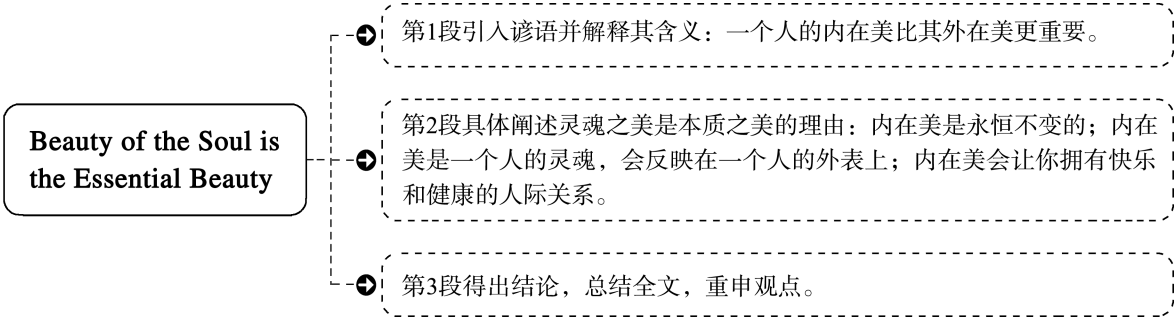 Beauty of the Soul is
the Essential Beauty
第1段引入谚语并解释其含义：一个人的内在美比其外在美更重要。
第2段具体阐述灵魂之美是本质之美的理由：内在美是永恒不变的；内在
美是一个人的灵魂，会反映在一个人的外表上；内在美会让你拥有快乐
和健康的人际关系。
第3段得出结论，总结全文，重申观点。